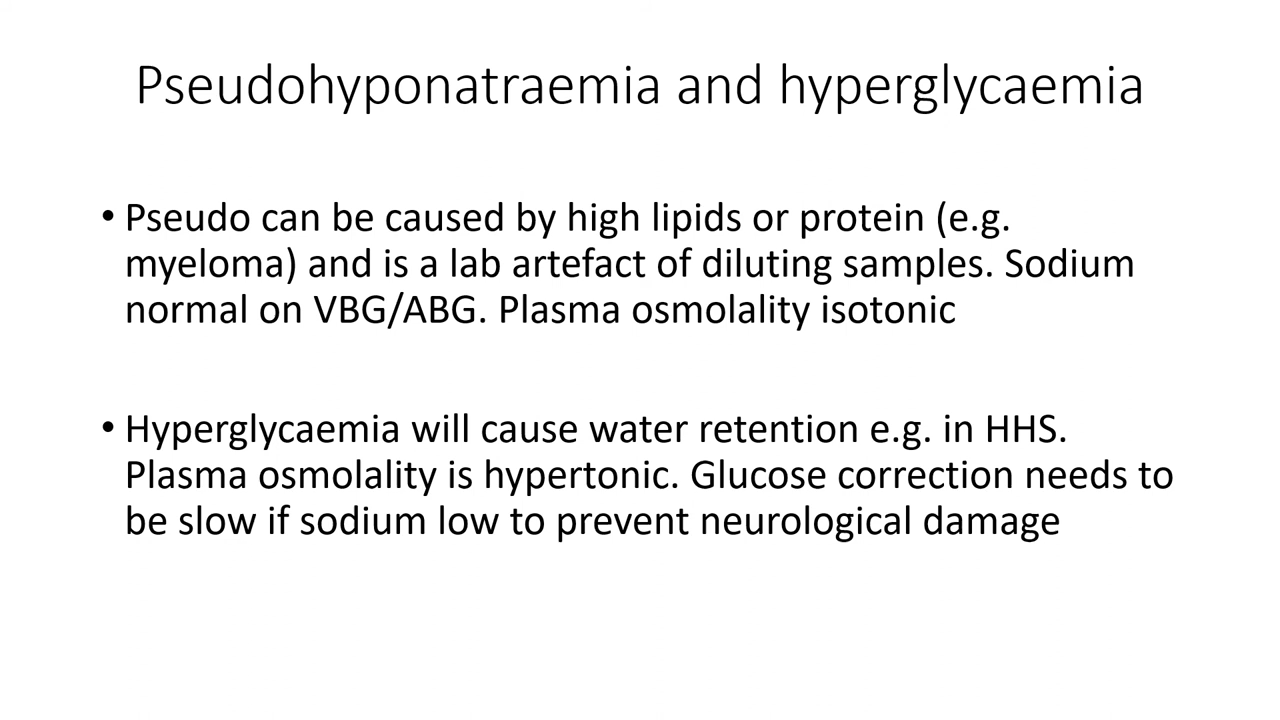 Pseudohyponatraemia and hyperglycaemia
• Pseudo can be caused by high lipids or protein (e.g.
myeloma) and is a lab artefact of diluting samples. Sodium
normal on VBG/ABG. Plasma osmolality isotonic
• Hyperglycaemia will cause water retention e.g. in HHS.
Plasma osmolality is hypertonic. Glucose correction needs to
be slow if sodium low to prevent neurological damage